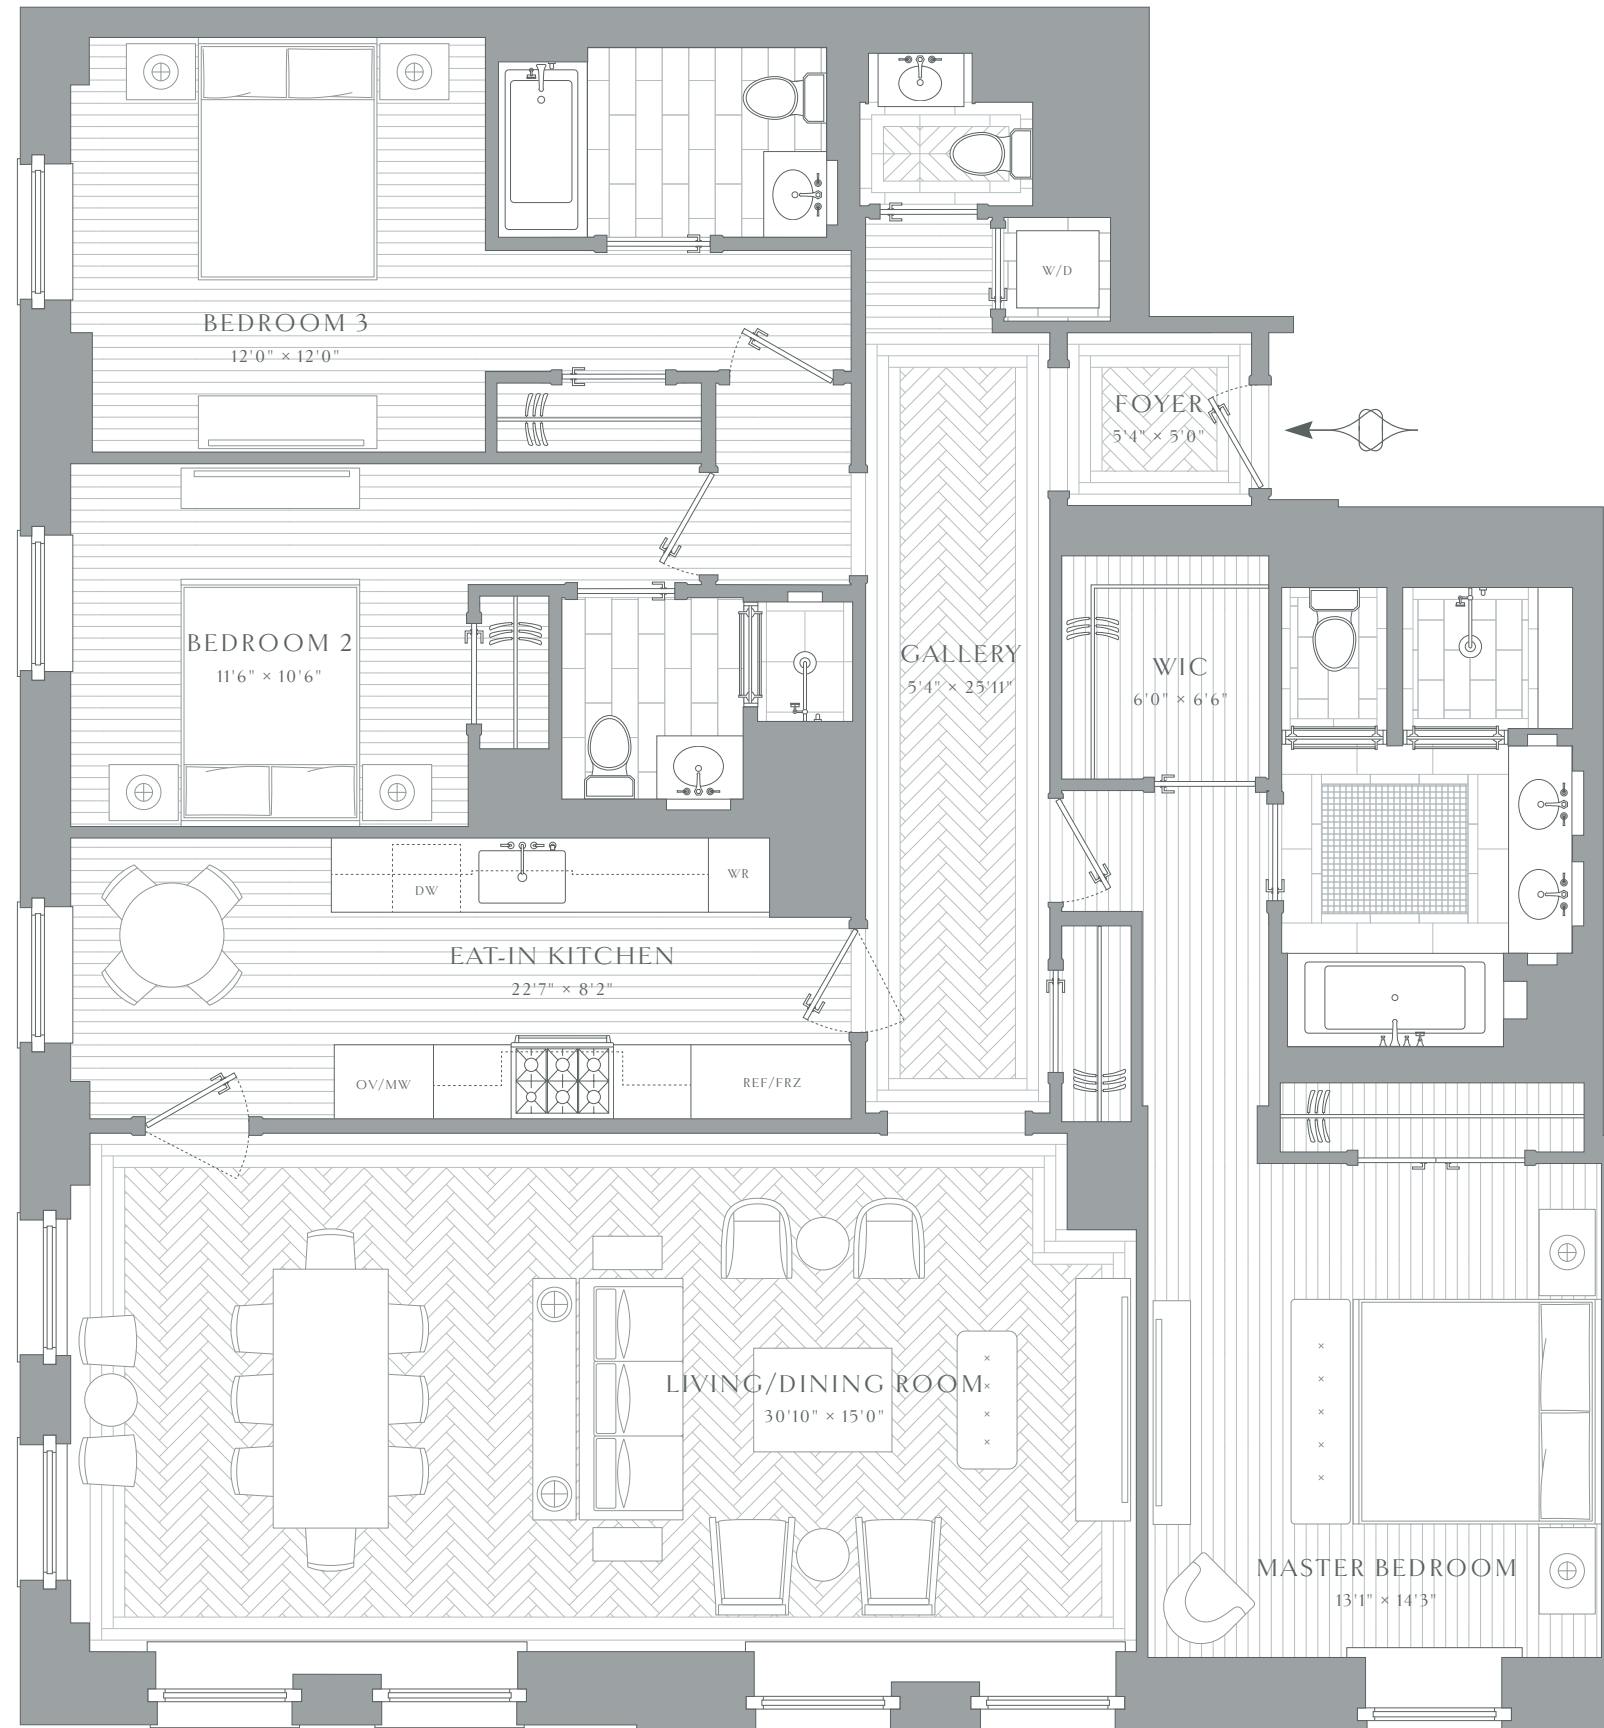 W/D
BEDROOM 3
12'0" × 12'0"
FOYER
5'4" × 5'0"
BEDROOM 2
11'6" × 10'6"
GALLERY
5'4" × 25'11"
WIC
6'0" × 6'6"
DW
WR
EAT-IN KITCHEN
22'7" × 8'2"
OV/MW
REF/FRZ
LIVING/DINING ROOM
30'10" × 15'0"
MASTER BEDROOM
13'1" × 14'3"